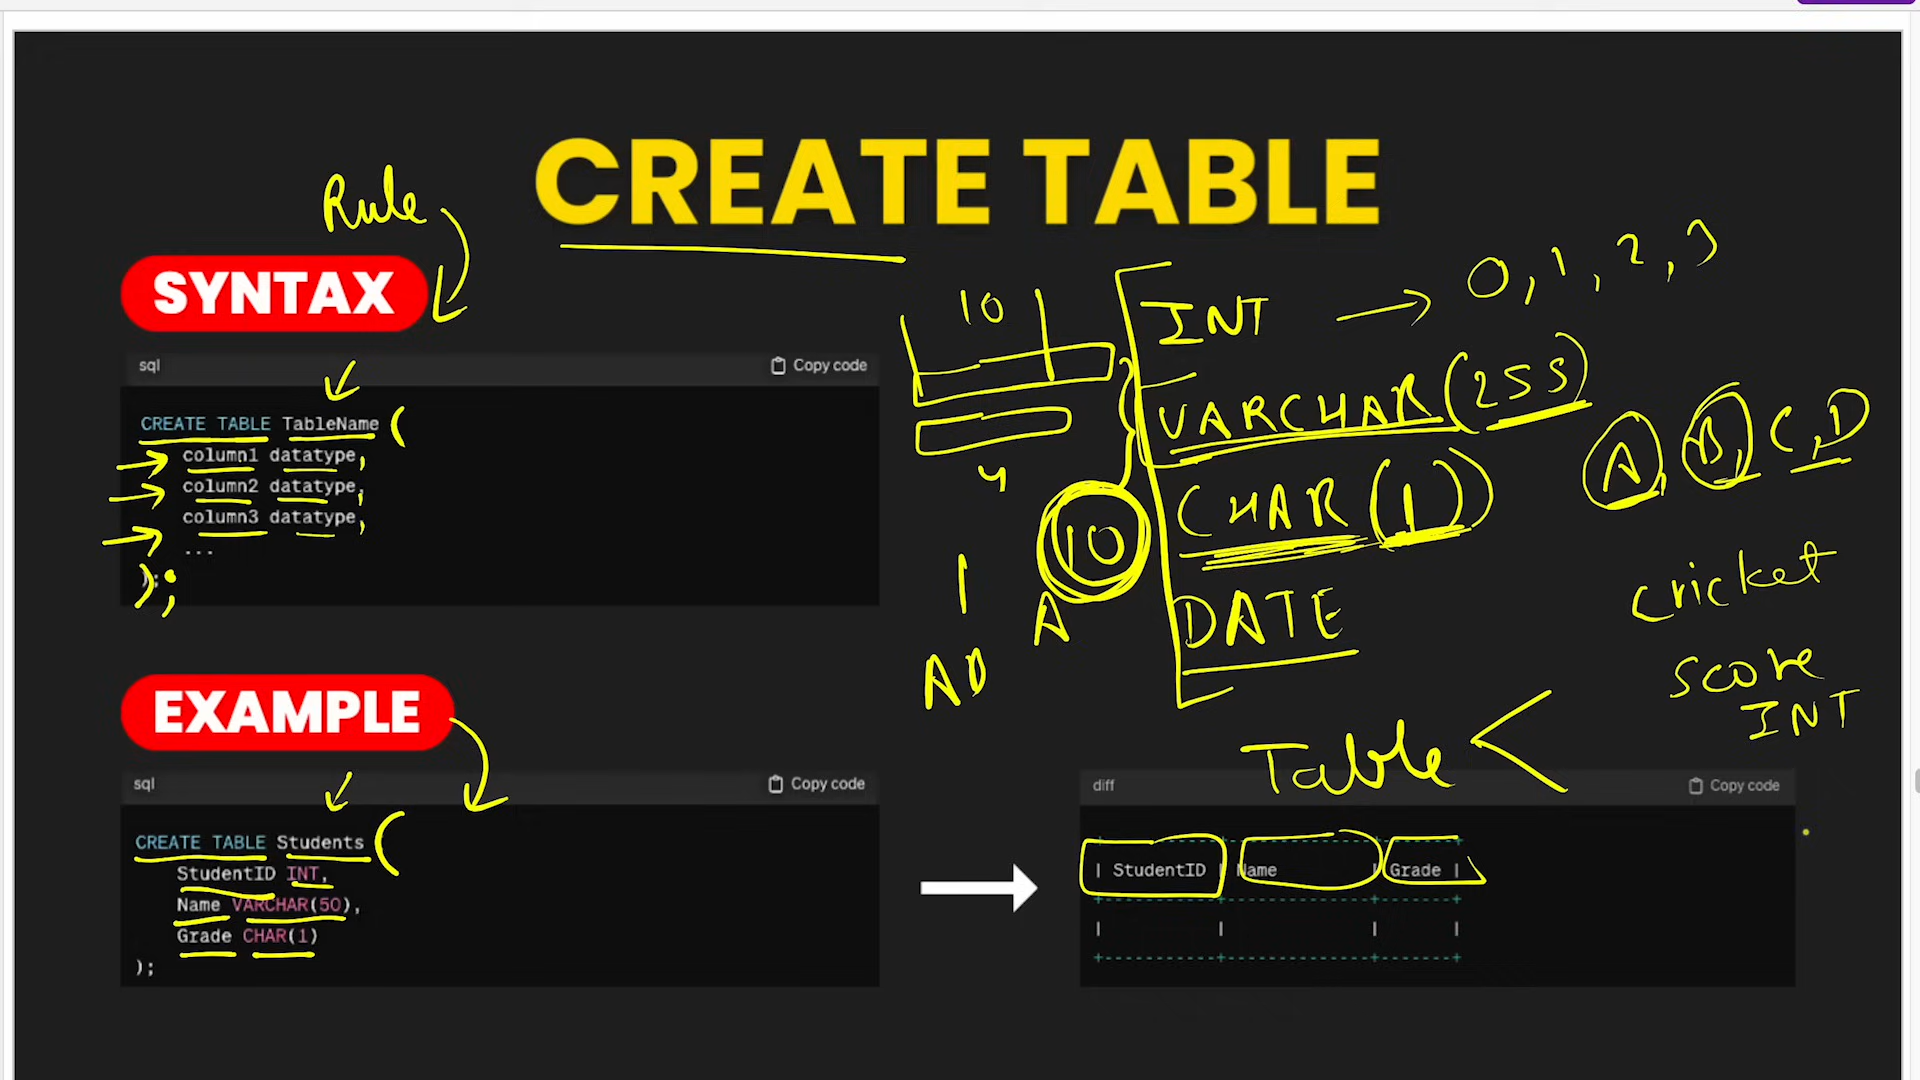 CREATE TABLE
Rule
SYNTAX
sql
Copy code
CREATE TABLE TableName (
column1 datatype,
column2 datatype,
column3 datatype,
...
);
10
4
10
1
A
AD
INT → 0, 1, 2, 3
VARCHAR (255)
CHAR (1)
A, B, C, D
DATE
cricket
score
INT
Table <
EXAMPLE
sql
Copy code
CREATE TABLE Students (
StudentID INT,
Name VARCHAR(50),
Grade CHAR(1)
);
diff
Copy code
+-----------+--------------+-------+
| StudentID | Name | Grade |
+-----------+--------------+-------+
| | | |
+-----------+--------------+-------+